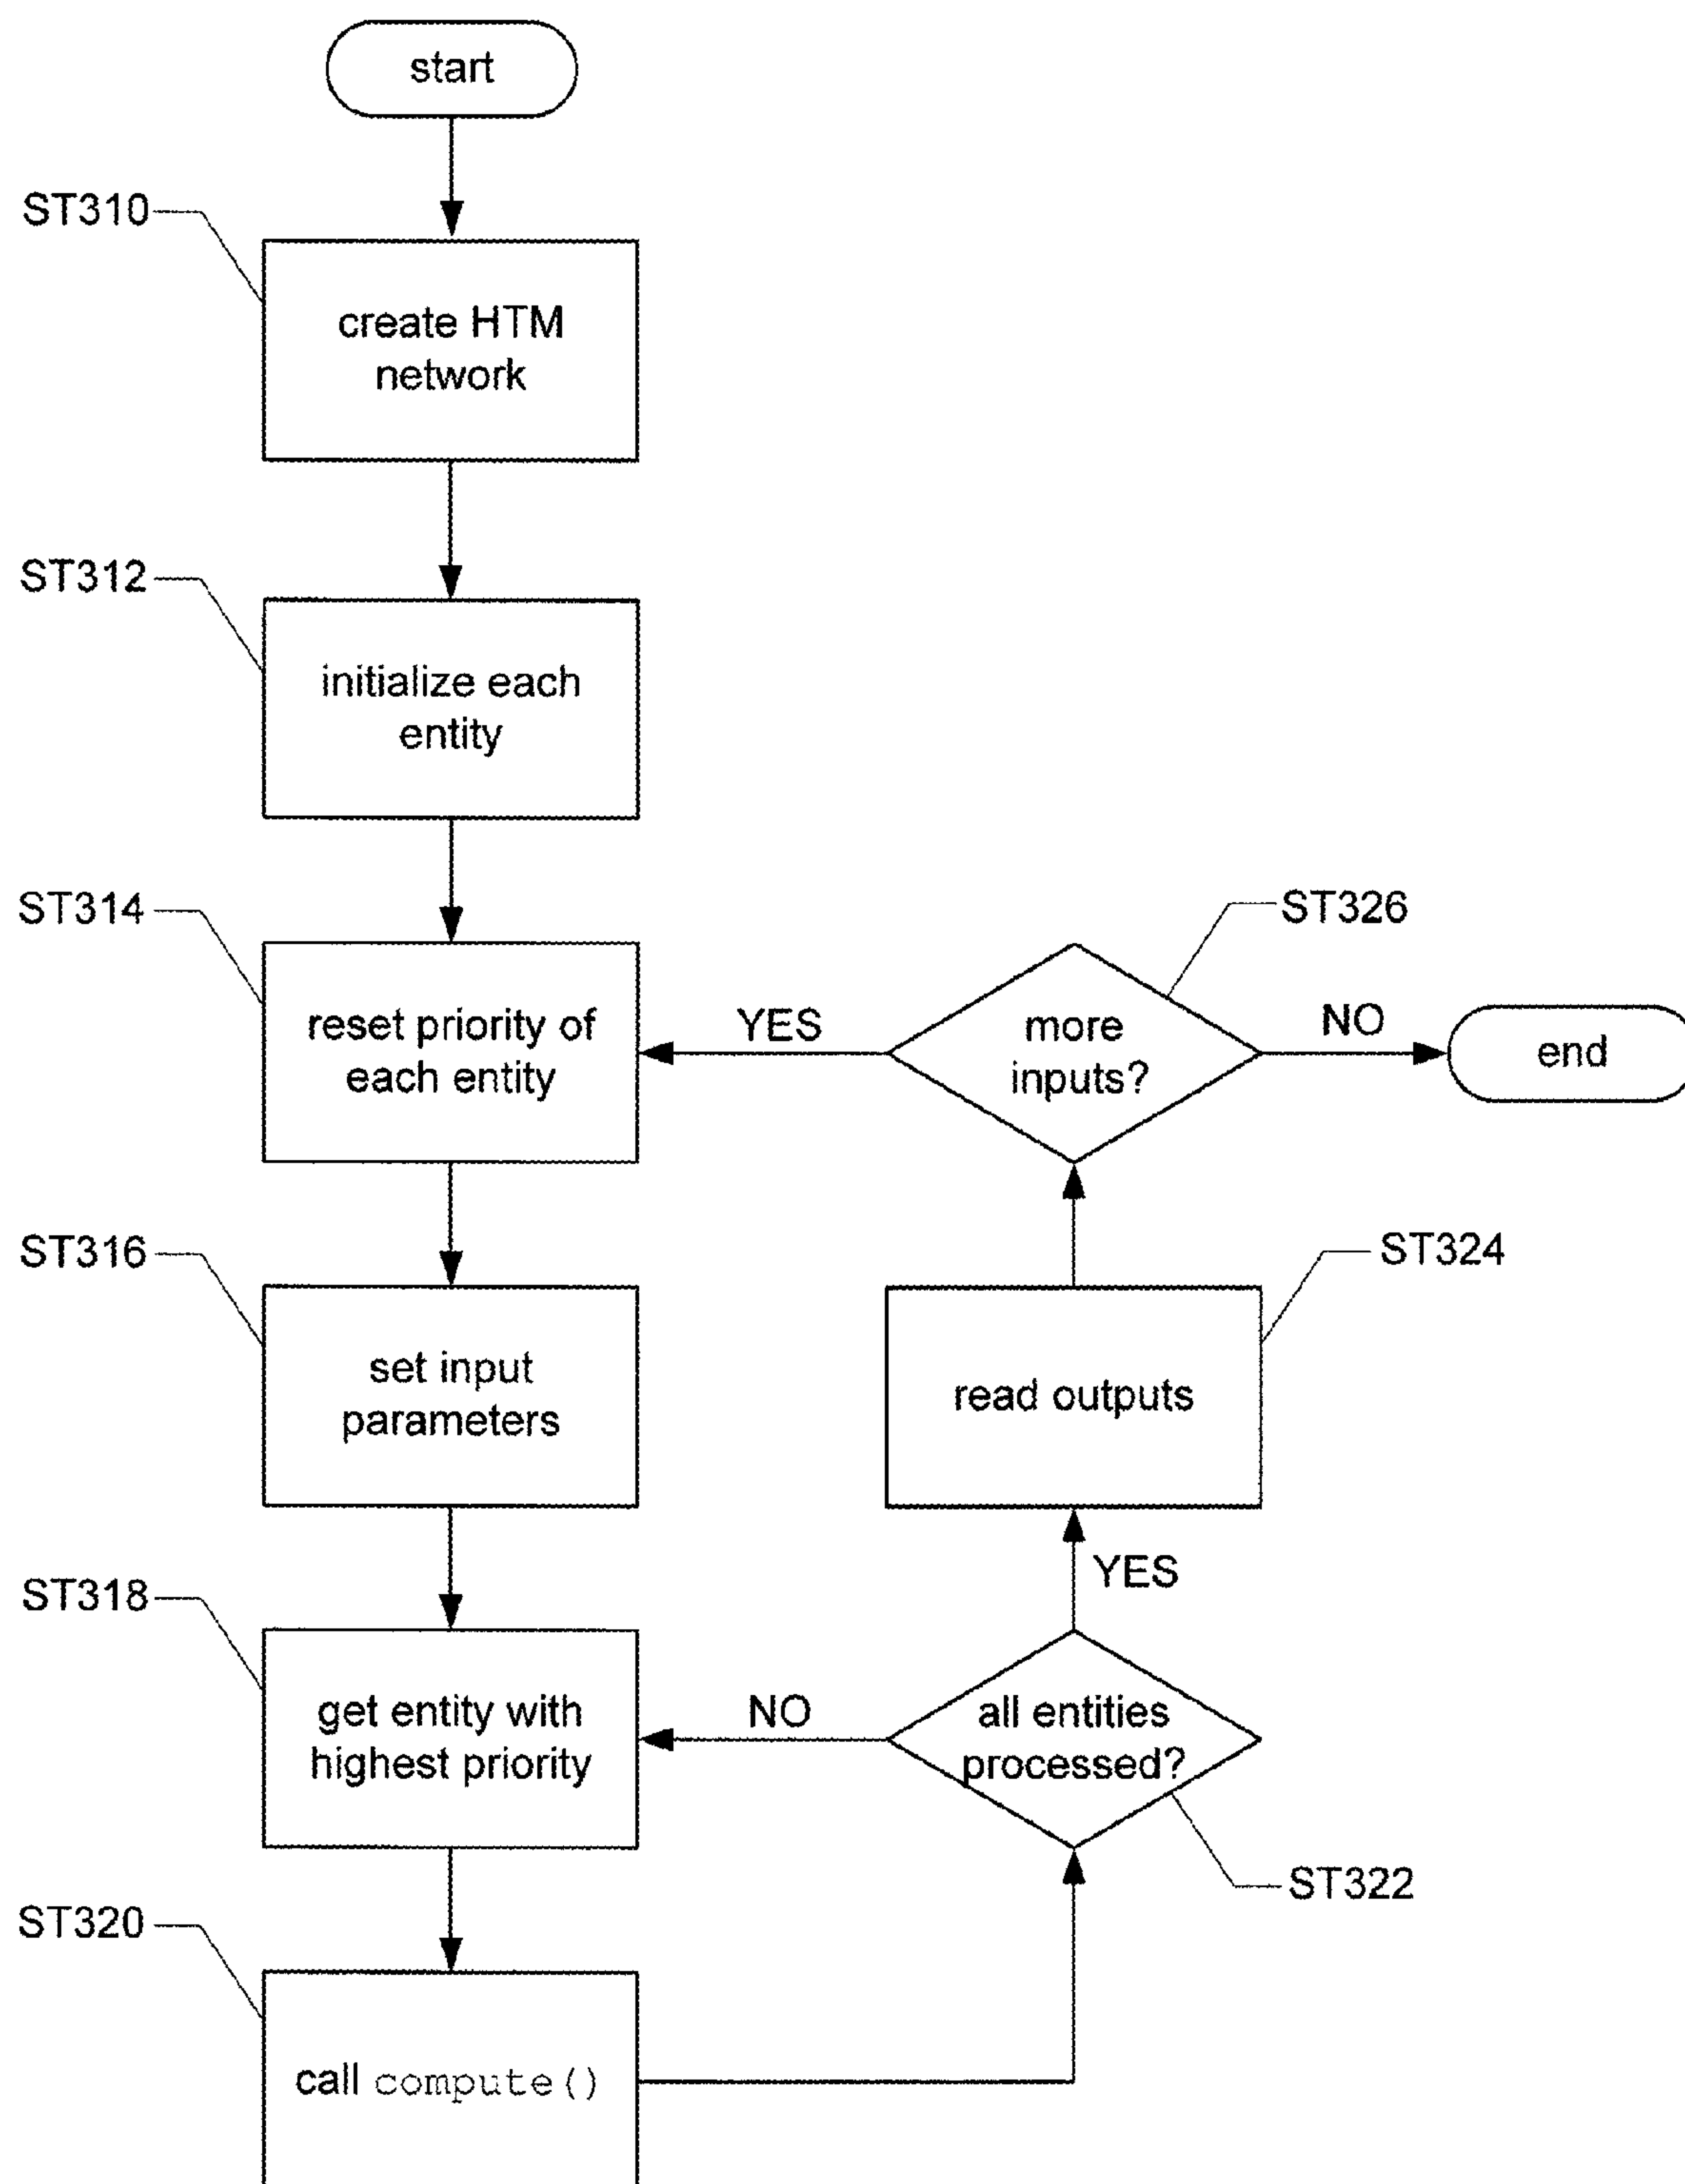 start
ST310
create HTM
network
ST312
initialize each
entity
ST314
reset priority of
each entity
YES
more
inputs?
ST326
NO
end
ST316
set input
parameters
read outputs
ST324
YES
ST318
get entity with
highest priority
NO
all entities
processed?
ST322
ST320
call compute()